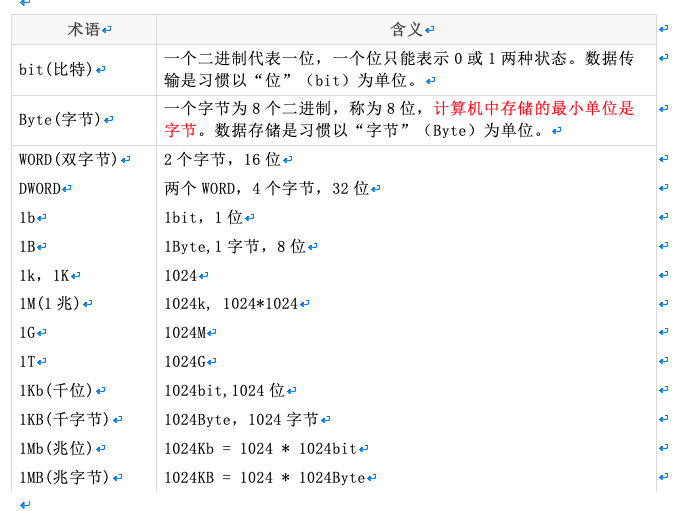 术语 含义
bit(比特) 一个二进制代表一位，一个位只能表示 0 或 1 两种状态。数据传
输是习惯以“位”（bit）为单位。
Byte(字节) 一个字节为 8 个二进制，称为 8 位，计算机中存储的最小单位是
字节。数据存储是习惯以“字节”（Byte）为单位。
WORD(双字节) 2 个字节，16 位
DWORD 两个 WORD，4 个字节，32 位
1b 1bit，1 位
1B 1Byte,1 字节，8 位
1k，1K 1024
1M(1 兆) 1024k, 1024*1024
1G 1024M
1T 1024G
1Kb(千位) 1024bit,1024 位
1KB(千字节) 1024Byte，1024 字节
1Mb(兆位) 1024Kb = 1024 * 1024bit
1MB(兆字节) 1024KB = 1024 * 1024Byte